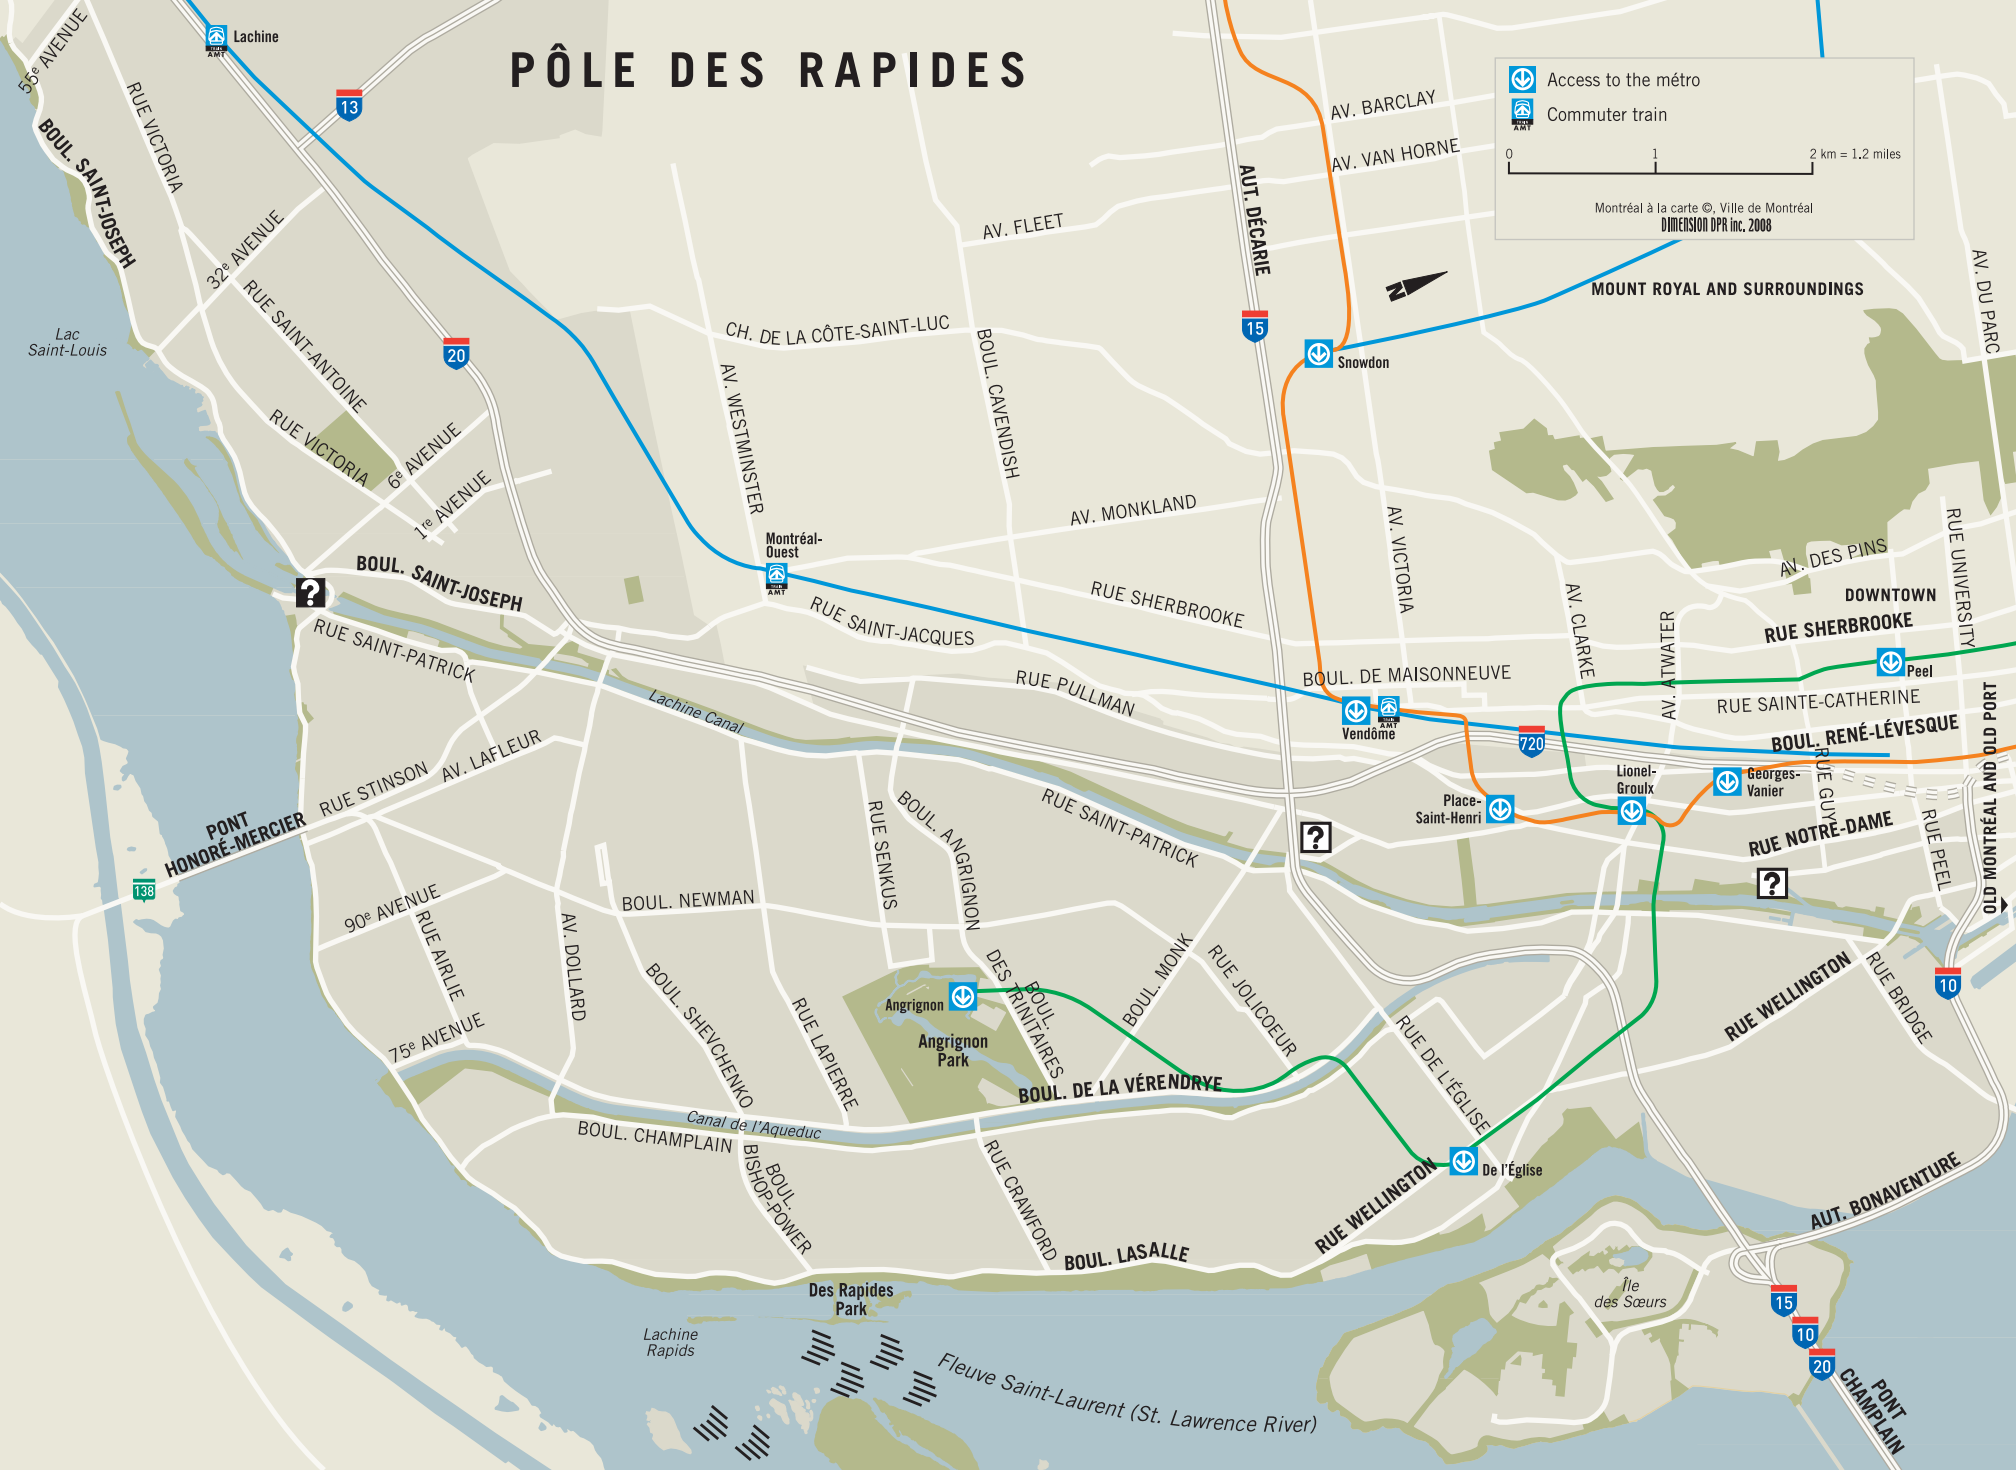 PÔLE DES RAPIDES
Lachine
TRAIN
AMT
55e AVENUE
RUE VICTORIA
BOUL. SAINT-JOSEPH
13
32e AVENUE
RUE SAINT-ANTOINE
Lac
Saint-Louis
20
RUE VICTORIA
6e AVENUE
1re AVENUE
BOUL. SAINT-JOSEPH
?
RUE SAINT-PATRICK
Access to the métro
TRAIN
AMT
Commuter train
0
1
2 km = 1.2 miles
Montréal à la carte ©, Ville de Montréal
DIMENSION DPR inc. 2008
AV. BARCLAY
AV. VAN HORNE
AV. FLEET
AUT. DÉCARIE
N
MOUNT ROYAL AND SURROUNDINGS
AV. DU PARC
15
Snowdon
CH. DE LA CÔTE-SAINT-LUC
AV. WESTMINSTER
BOUL. CAVENDISH
AV. MONKLAND
Montréal-
Ouest
TRAIN
AMT
RUE SHERBROOKE
RUE SAINT-JACQUES
RUE PULLMAN
AV. VICTORIA
AV. CLARKE
AV. ATWATER
AV. DES PINS
RUE UNIVERSITY
DOWNTOWN
RUE SHERBROOKE
Peel
BOUL. DE MAISONNEUVE
RUE SAINTE-CATHERINE
BOUL. RENÉ-LÉVESQUE
Vendôme
TRAIN
AMT
720
Lionel-
Groulx
Georges-
Vanier
Place-
Saint-Henri
RUE GUY
RUE NOTRE-DAME
RUE PEEL
OLD MONTRÉAL AND OLD PORT
?
?
Lachine Canal
AV. LAFLEUR
RUE STINSON
PONT
HONORÉ-MERCIER
138
RUE SAINT-PATRICK
RUE SENKUS
BOUL. ANGRIGNON
BOUL. NEWMAN
90e AVENUE
RUE AIRLIE
AV. DOLLARD
BOUL. SHEVCHENKO
RUE LAPIERRE
75e AVENUE
Angrignon
Angrignon
Park
BOUL.
DES TRINITAIRES
BOUL. MONK
RUE JOLICOEUR
RUE DE L'ÉGLISE
RUE WELLINGTON
RUE BRIDGE
10
BOUL. DE LA VÉRENDRYE
Canal de l'Aqueduc
BOUL. CHAMPLAIN
BOUL.
BISHOP-POWER
RUE CRAWFORD
De l'Église
RUE WELLINGTON
BOUL. LASALLE
AUT. BONAVENTURE
Des Rapides
Park
Île
des Sœurs
15
10
20
PONT
CHAMPLAIN
Lachine
Rapids
Fleuve Saint-Laurent (St. Lawrence River)